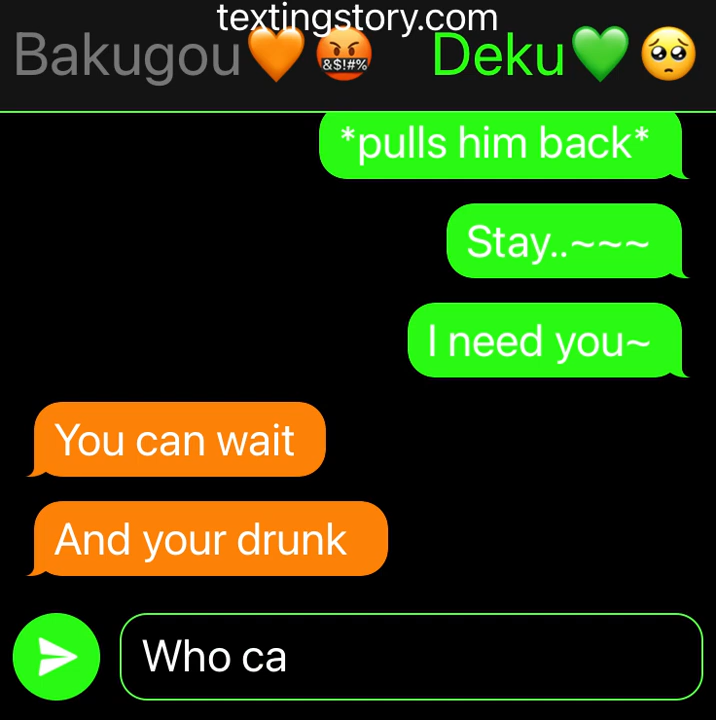 textingstory.com
Bakugou🧡🤬 Deku💚🥺
*pulls him back*
Stay..~~~
I need you~
You can wait
And your drunk
Who ca